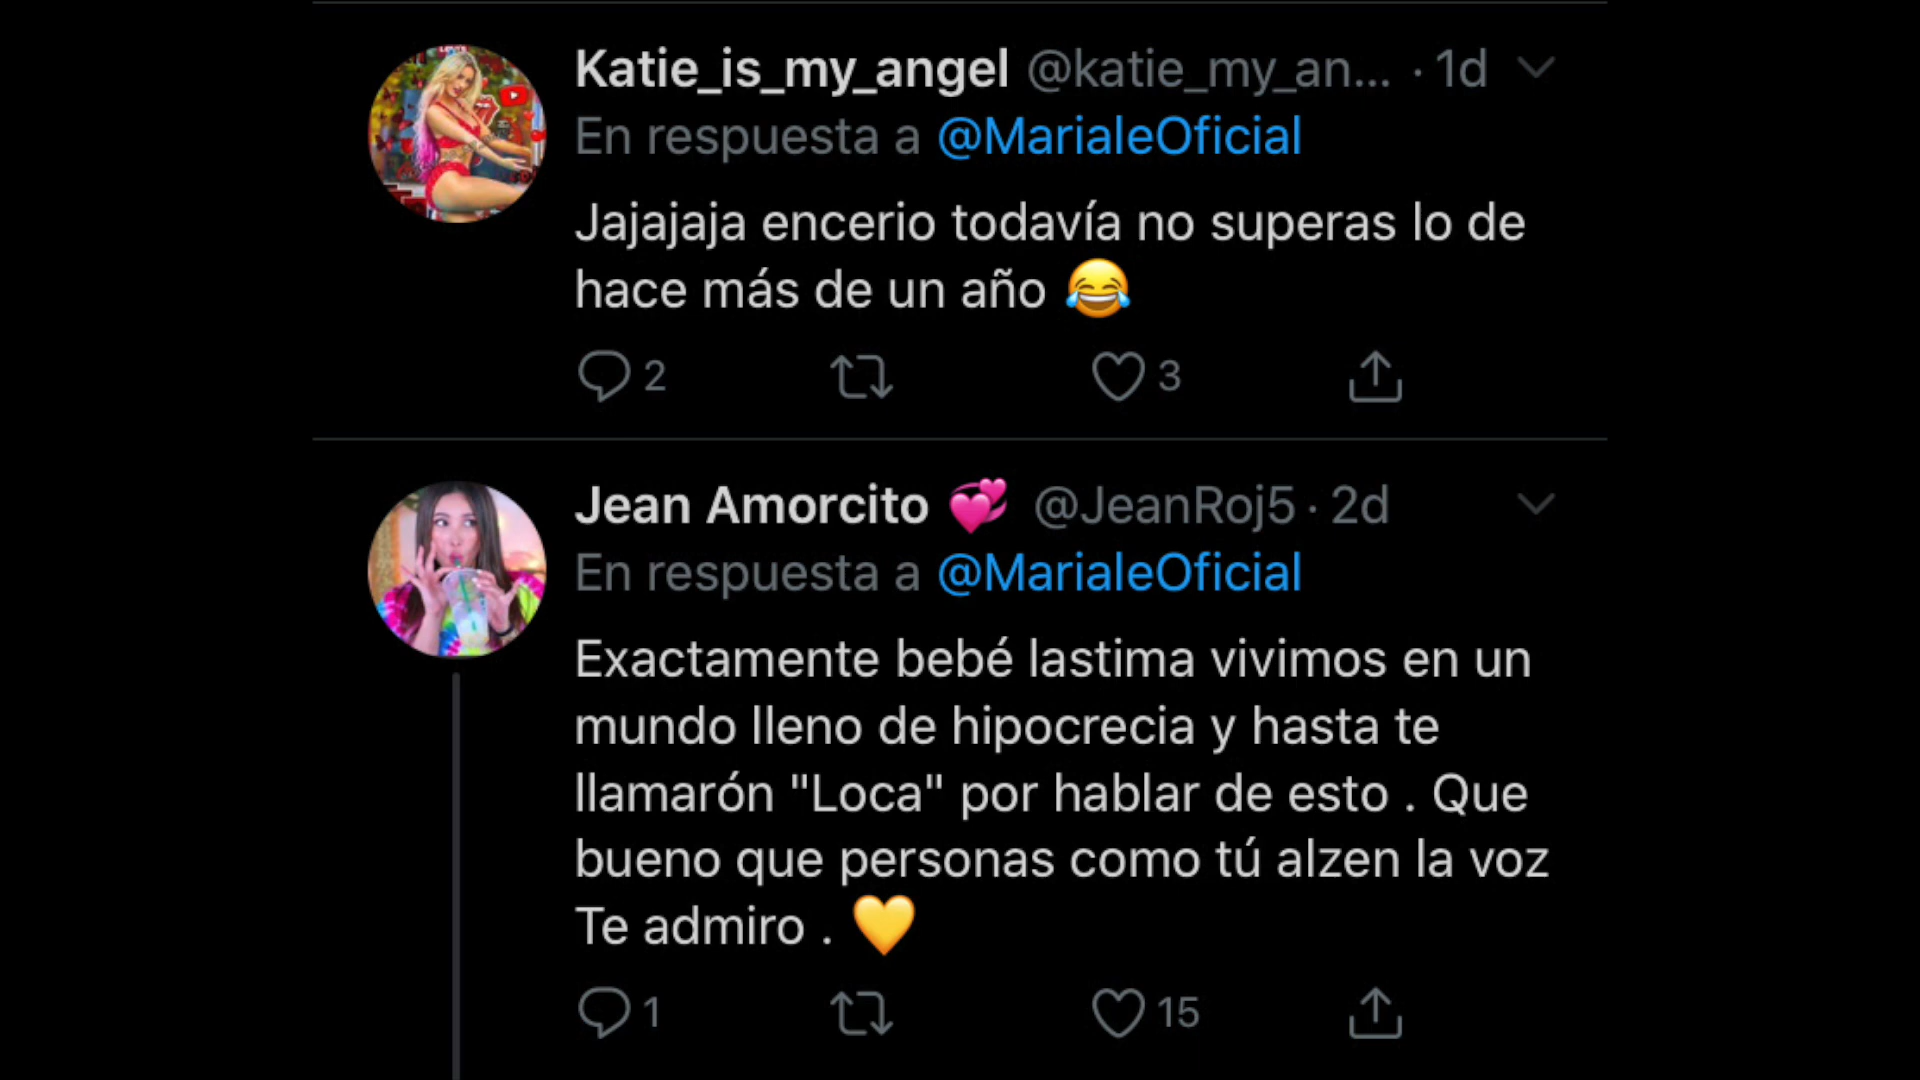 Katie_is_my_angel @katie_my_an... · 1d
En respuesta a @MarialeOficial
Jajajaja encerio todavía no superas lo de
hace más de un año 😂
2 3
Jean Amorcito 💞 @JeanRoj5 · 2d
En respuesta a @MarialeOficial
Exactamente bebé lastima vivimos en un
mundo lleno de hipocrecia y hasta te
llamarón "Loca" por hablar de esto . Que
bueno que personas como tú alzen la voz
Te admiro . 💛
1 15